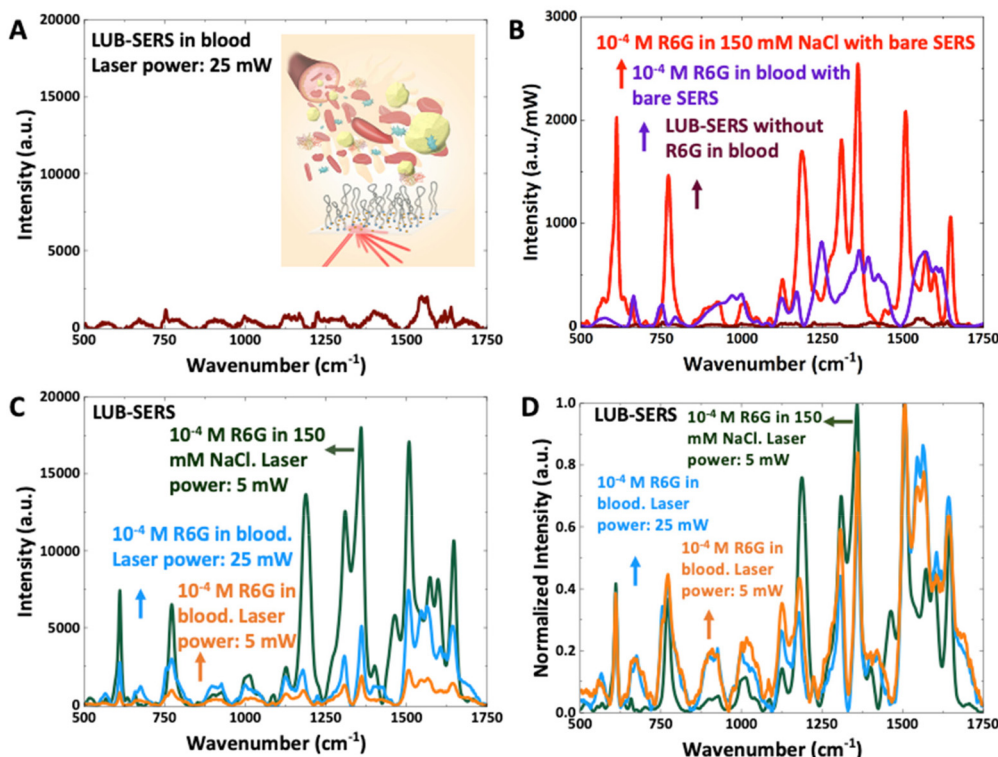 A
LUB-SERS in blood
Laser power: 25 mW
Intensity (a.u.)
20000
15000
10000
5000
0
500 750 1000 1250 1500 1750
Wavenumber (cm⁻¹)
B
10⁻⁴ M R6G in 150 mM NaCl with bare SERS
10⁻⁴ M R6G in blood with
bare SERS
LUB-SERS without
R6G in blood
Intensity (a.u./mW)
3000
2000
1000
0
500 750 1000 1250 1500 1750
Wavenumber (cm⁻¹)
C
LUB-SERS
10⁻⁴ M R6G in 150
mM NaCl. Laser
power: 5 mW
10⁻⁴ M R6G in blood.
Laser power: 25 mW
10⁻⁴ M R6G in
blood. Laser
power: 5 mW
Intensity (a.u.)
20000
15000
10000
5000
0
500 750 1000 1250 1500 1750
Wavenumber (cm⁻¹)
D
LUB-SERS
10⁻⁴ M R6G in 150
mM NaCl. Laser
power: 5 mW
10⁻⁴ M R6G in
blood. Laser
power: 25 mW
10⁻⁴ M R6G in
blood. Laser
power: 5 mW
Normalized Intensity (a.u.)
1.0
0.8
0.6
0.4
0.2
0.0
500 750 1000 1250 1500 1750
Wavenumber (cm⁻¹)